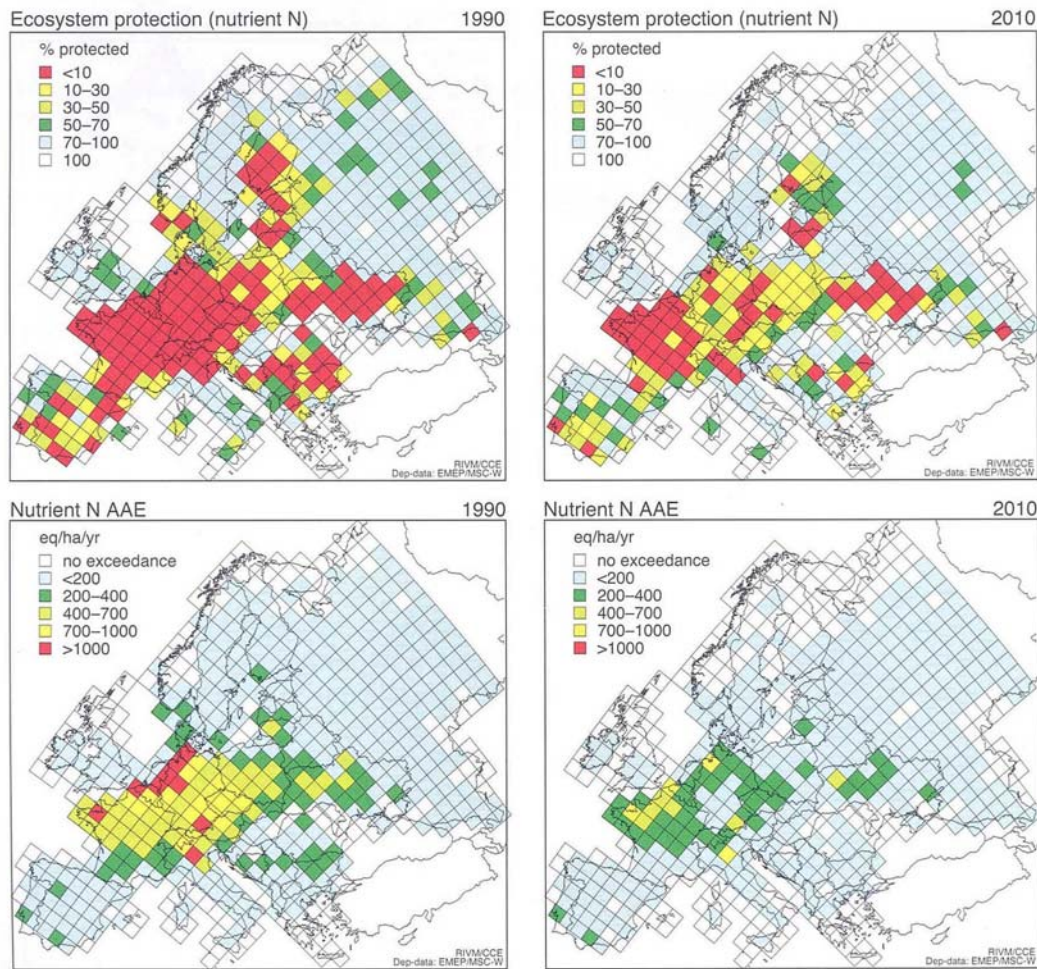 Ecosystem protection (nutrient N) 1990
% protected
<10
10–30
30–50
50–70
70–100
100
RIVM/CCE
Dep-data: EMEP/MSC-W
Ecosystem protection (nutrient N) 2010
% protected
<10
10–30
30–50
50–70
70–100
100
RIVM/CCE
Dep-data: EMEP/MSC-W
Nutrient N AAE 1990
eq/ha/yr
no exceedance
<200
200–400
400–700
700–1000
>1000
RIVM/CCE
Dep-data: EMEP/MSC-W
Nutrient N AAE 2010
eq/ha/yr
no exceedance
<200
200–400
400–700
700–1000
>1000
RIVM/CCE
Dep-data: EMEP/MSC-W